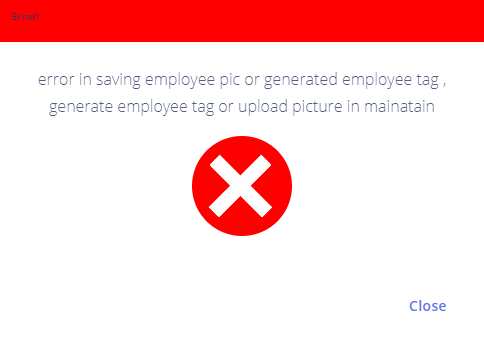 Error!
error in saving employee pic or generated employee tag ,
generate employee tag or upload picture in mainatain
Close